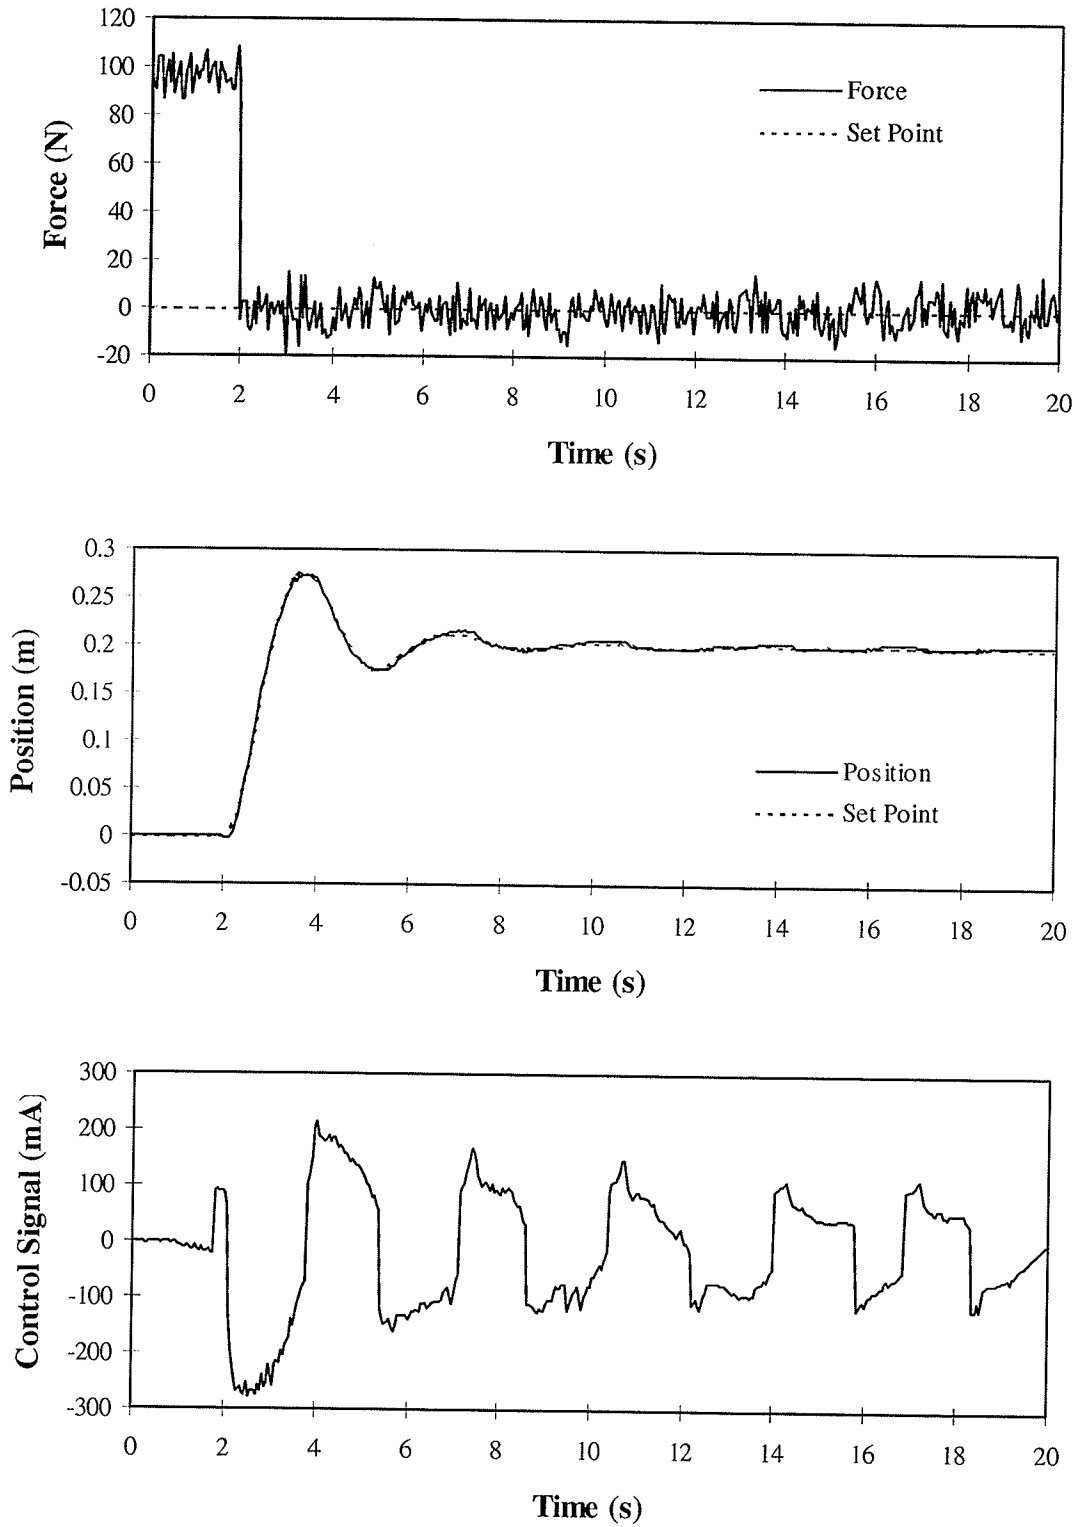 120
100
80
60
40
20
0
-20
Force (N)
Force
Set Point
0 2 4 6 8 10 12 14 16 18 20
Time (s)
0.3
0.25
0.2
0.15
0.1
0.05
0
-0.05
Position (m)
Position
Set Point
0 2 4 6 8 10 12 14 16 18 20
Time (s)
300
200
100
0
-100
-200
-300
Control Signal (mA)
0 2 4 6 8 10 12 14 16 18 20
Time (s)